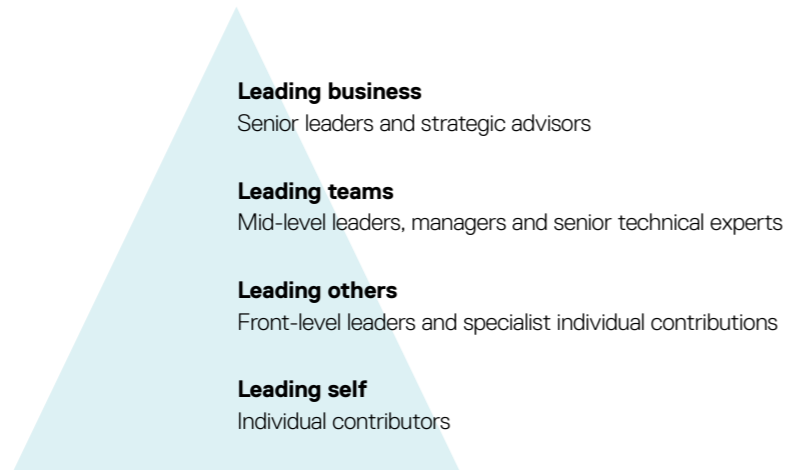 Leading business
Senior leaders and strategic advisors
Leading teams
Mid-level leaders, managers and senior technical experts
Leading others
Front-level leaders and specialist individual contributions
Leading self
Individual contributors